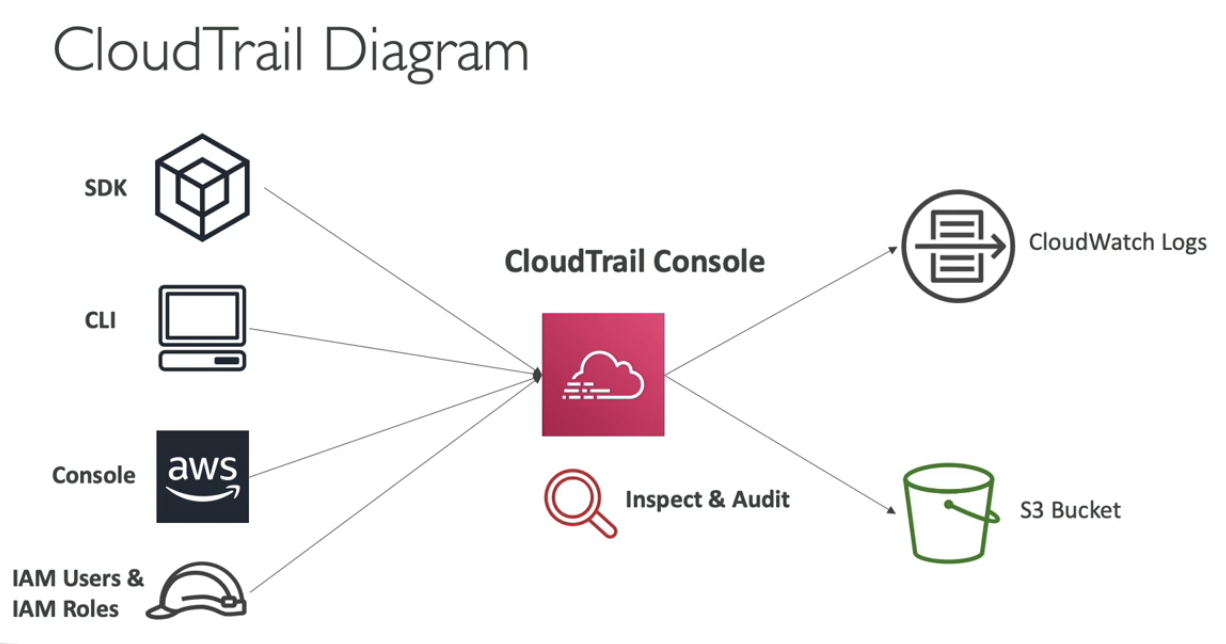 CloudTrail Diagram
SDK
CLI
Console
aws
IAM Users &
IAM Roles
CloudTrail Console
Inspect & Audit
CloudWatch Logs
S3 Bucket